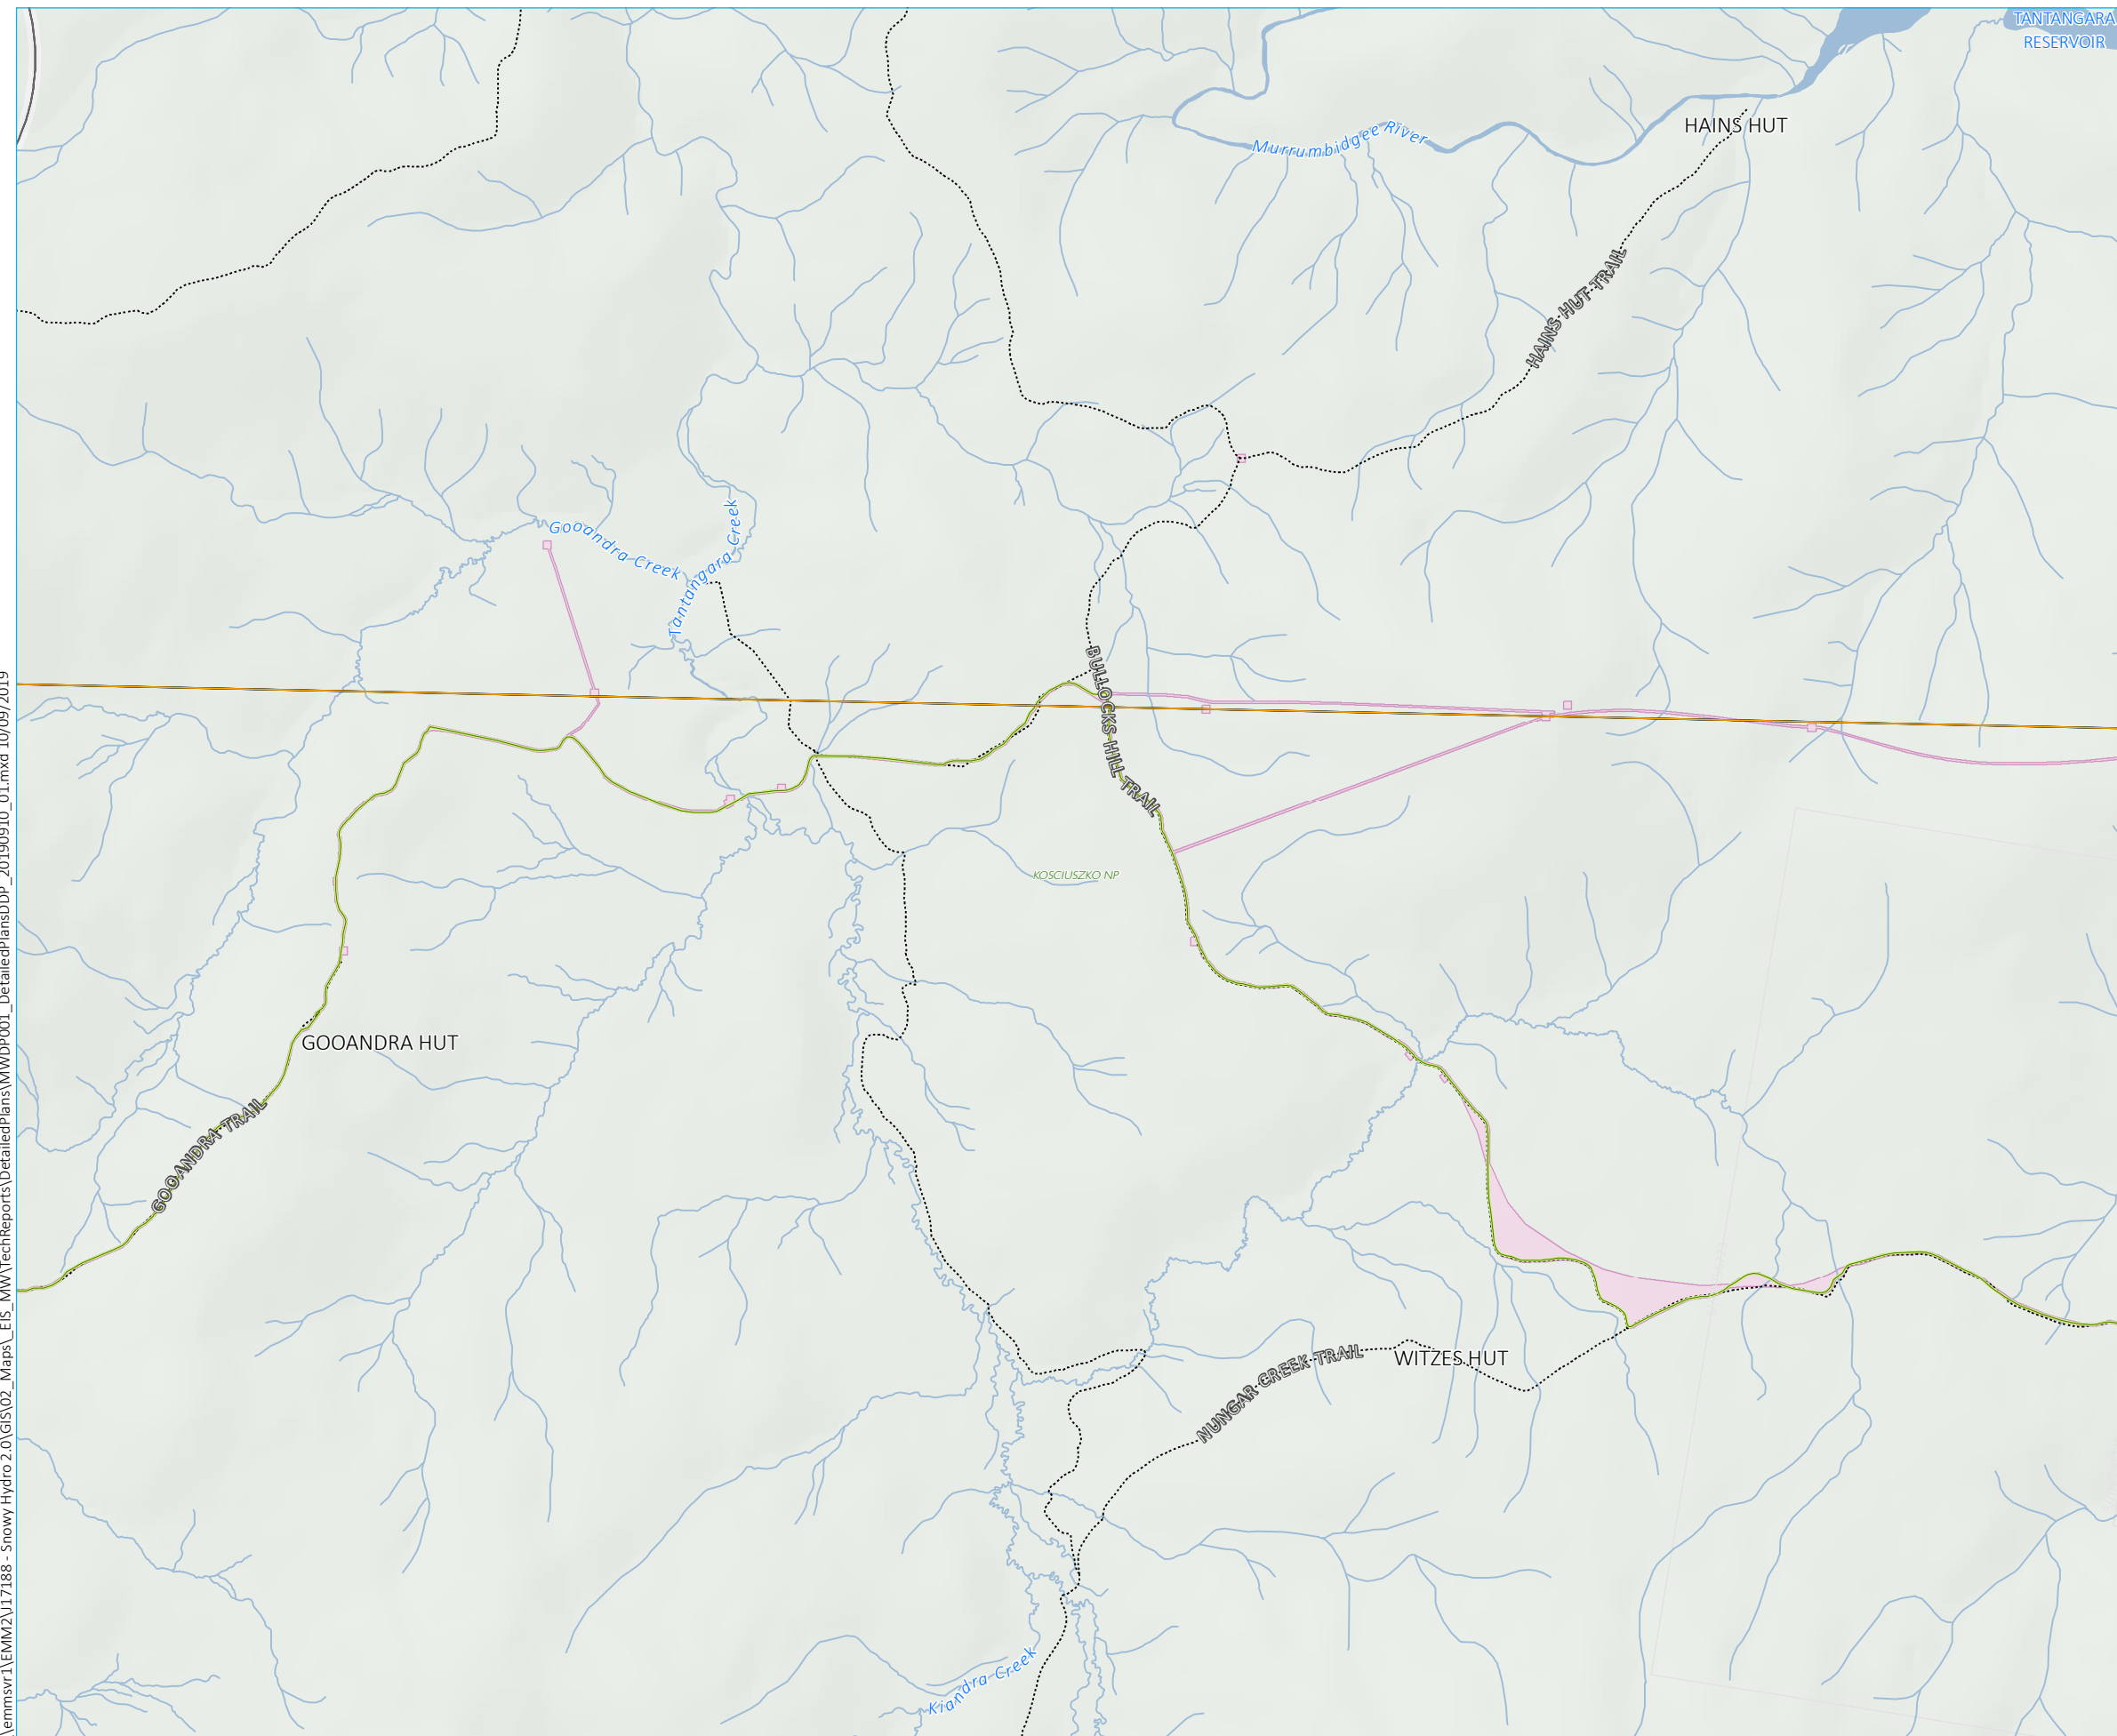 TANTANGARA
RESERVOIR
HAINS HUT
Murrumbidgee River
HAINS HUT TRAIL
Gooandra Creek
Tantangara Creek
BULLOCKS HILL TRAIL
KOSCIUSZKO NP
GOOANDRA HUT
GOOANDRA TRAIL
WITZES HUT
NUNGAR CREEK TRAIL
Kiandra Creek
\emmsvr1\EMM2\J17188 - Snowy Hydro 2.0\GIS\02_Maps\_EIS_MW\TechReports\DetailedPlans\MWDP001_DetailedPlansDDP_20190910_01.mxd 10/09/2019